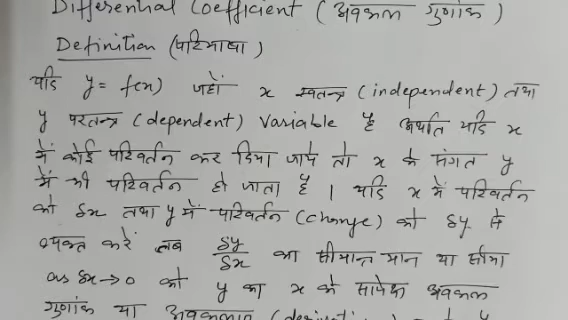 Differential Coefficient (अवकल गुणांक)
Definition (परिभाषा)
यदि y = f(x) जहाँ x स्वतन्त्र (independent) तथा
y परतन्त्र (dependent) variable है अर्थात यदि x
में कोई परिवर्तन कर दिया जाये तो x के संगत y
में भी परिवर्तन हो जाता है । यदि x में परिवर्तन
को δx तथा y में परिवर्तन (change) को δy से
व्यक्त करें तब δy/δx का सीमान्त मान या सीमा
as δx→0 को y का x के सापेक्ष अवकल
गुणांक या अवकलज (derivative)